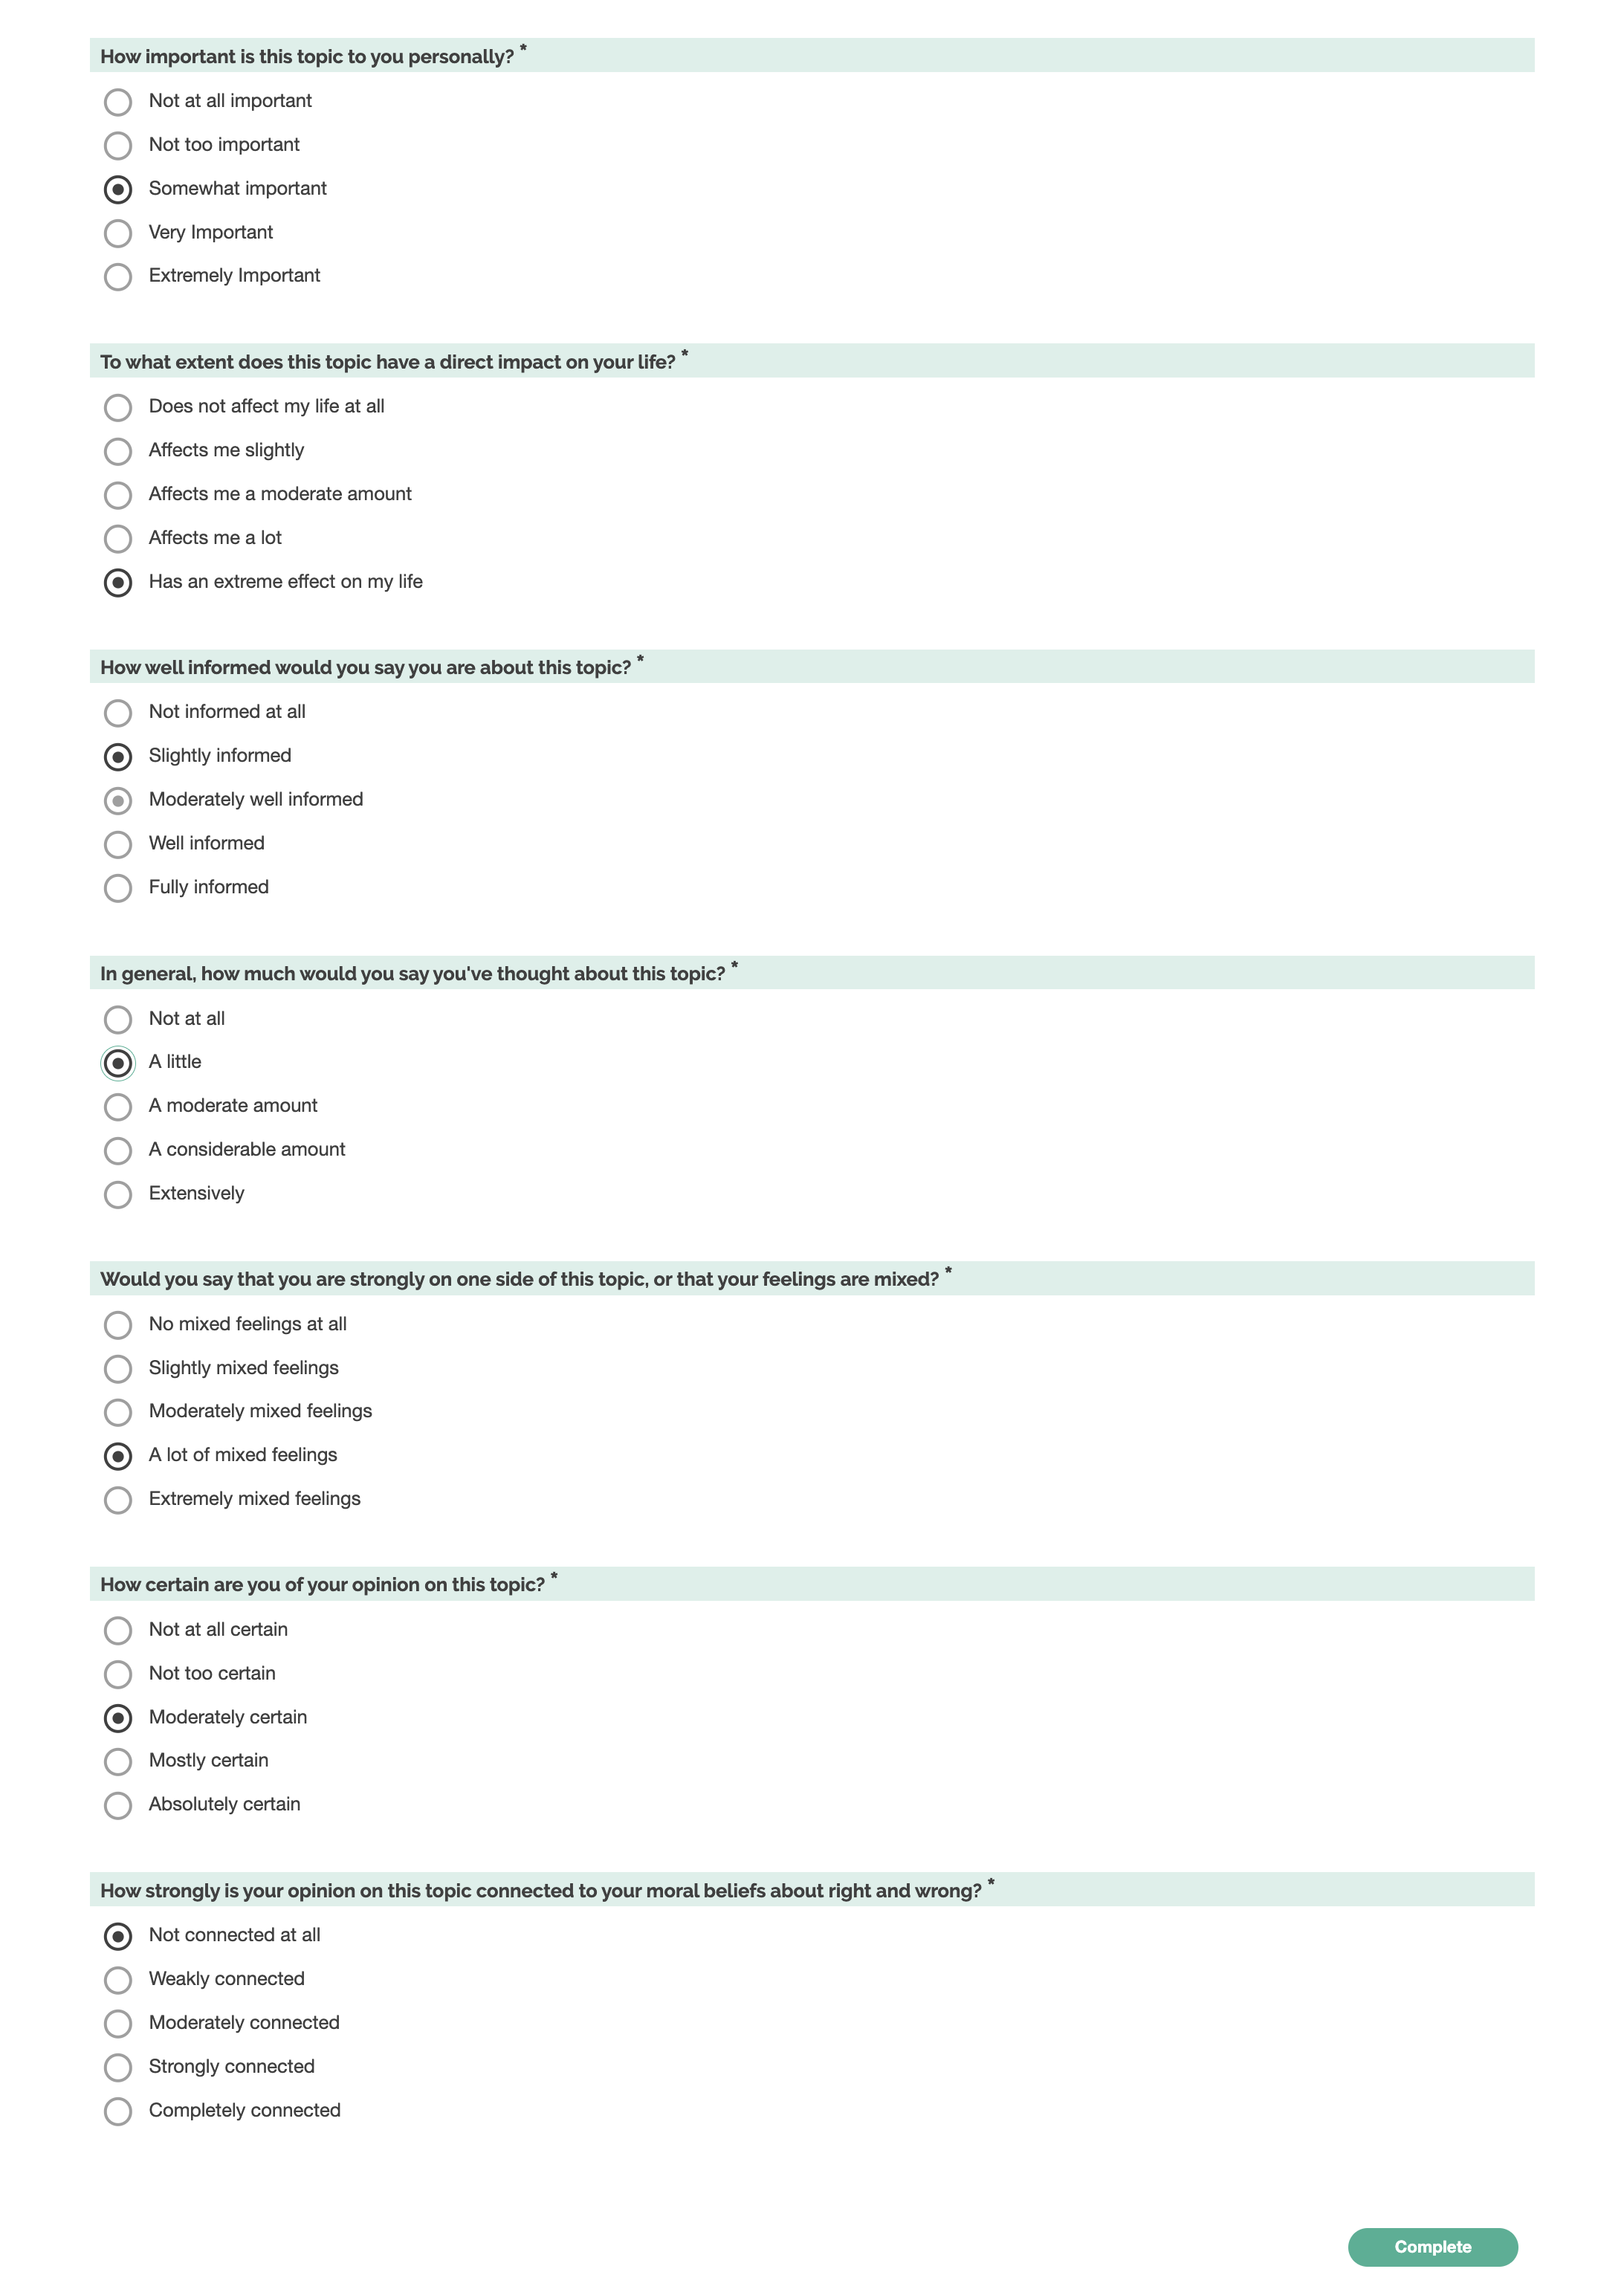 How important is this topic to you personally? *
Not at all important
Not too important
Somewhat important
Very Important
Extremely Important
To what extent does this topic have a direct impact on your life? *
Does not affect my life at all
Affects me slightly
Affects me a moderate amount
Affects me a lot
Has an extreme effect on my life
How well informed would you say you are about this topic? *
Not informed at all
Slightly informed
Moderately well informed
Well informed
Fully informed
In general, how much would you say you've thought about this topic? *
Not at all
A little
A moderate amount
A considerable amount
Extensively
Would you say that you are strongly on one side of this topic, or that your feelings are mixed? *
No mixed feelings at all
Slightly mixed feelings
Moderately mixed feelings
A lot of mixed feelings
Extremely mixed feelings
How certain are you of your opinion on this topic? *
Not at all certain
Not too certain
Moderately certain
Mostly certain
Absolutely certain
How strongly is your opinion on this topic connected to your moral beliefs about right and wrong? *
Not connected at all
Weakly connected
Moderately connected
Strongly connected
Completely connected
Complete